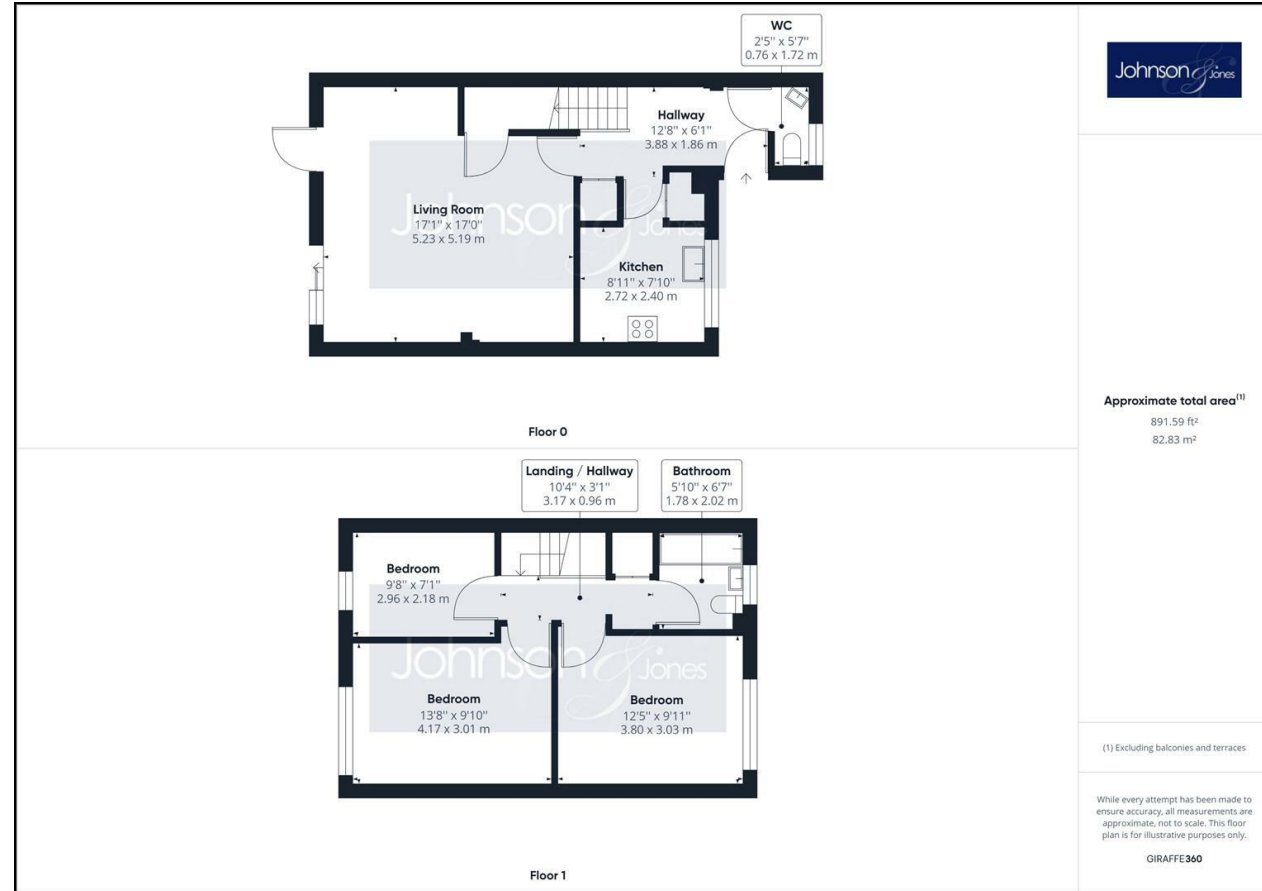 WC
2'5'' x 5'7''
0.76 x 1.72 m
Hallway
12'8'' x 6'1''
3.88 x 1.86 m
Living Room
17'1'' x 17'0''
5.23 x 5.19 m
Kitchen
8'11'' x 7'10''
2.72 x 2.40 m
Johnson & Jones
Floor 0
Landing / Hallway
10'4'' x 3'1''
3.17 x 0.96 m
Bathroom
5'10'' x 6'7''
1.78 x 2.02 m
Bedroom
9'8'' x 7'1''
2.96 x 2.18 m
Bedroom
13'8'' x 9'10''
4.17 x 3.01 m
Bedroom
12'5'' x 9'11''
3.80 x 3.03 m
Johnson & Jones
Floor 1
Johnson & Jones
Approximate total area(1)
891.59 ft²
82.83 m²
(1) Excluding balconies and terraces
While every attempt has been made to
ensure accuracy, all measurements are
approximate, not to scale. This floor
plan is for illustrative purposes only.
GIRAFFE360